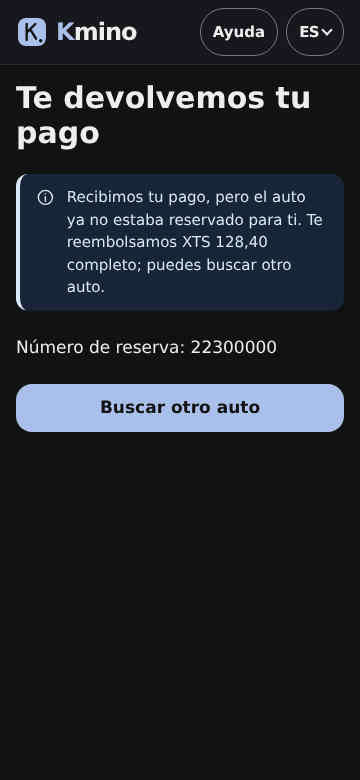 K. Kmino
Ayuda
ES
Te devolvemos tu
pago
Recibimos tu pago, pero el auto
ya no estaba reservado para ti. Te
reembolsamos XTS 128,40
completo; puedes buscar otro
auto.
Número de reserva: 22300000
Buscar otro auto